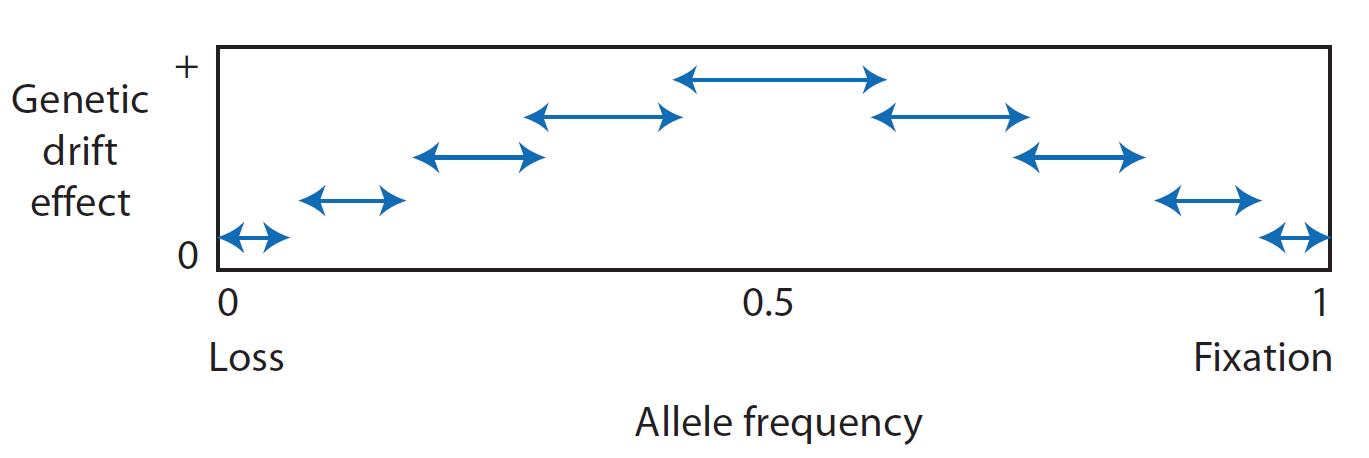 +
Genetic
drift
effect
0
0 0.5 1
Loss Fixation
Allele frequency